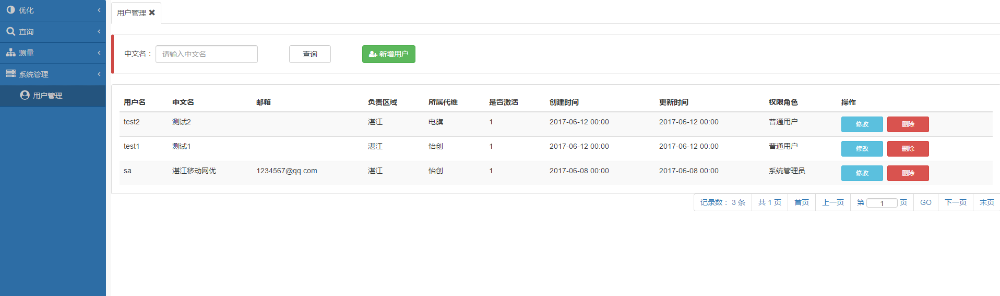 优化
查询
测量
系统管理
用户管理
用户管理
中文名： 请输入中文名 查询 新增用户
用户名 中文名 邮箱 负责区域 所属代维 是否激活 创建时间 更新时间 权限角色 操作
test2 测试2 湛江 电旗 1 2017-06-12 00:00 2017-06-12 00:00 普通用户 修改 删除
test1 测试1 湛江 怡创 1 2017-06-12 00:00 2017-06-12 00:00 普通用户 修改 删除
sa 湛江移动网优 1234567@qq.com 湛江 怡创 1 2017-06-08 00:00 2017-06-08 00:00 系统管理员 修改 删除
记录数： 3 条 共 1 页 首页 上一页 第 1 页 GO 下一页 末页